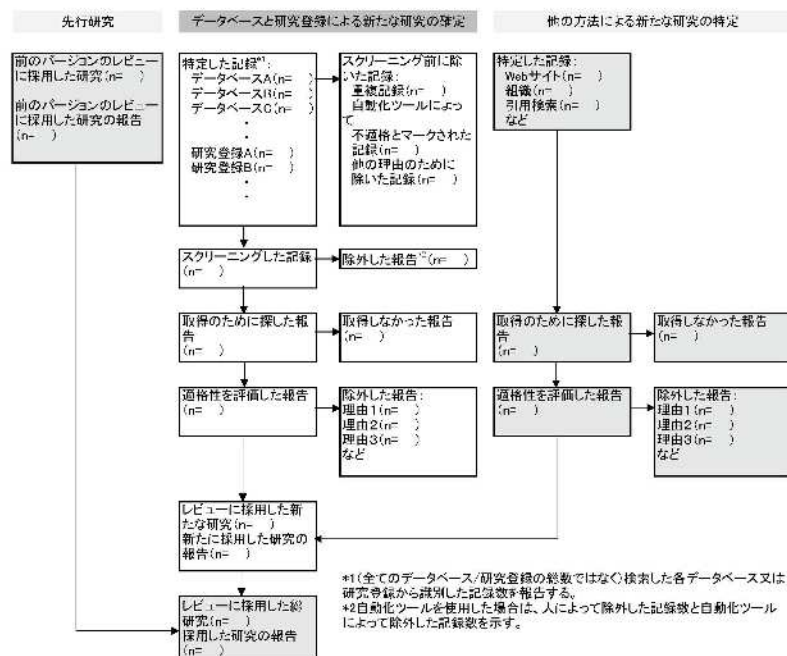 先行研究
データベースと研究登録による新たな研究の確定
他の方法による新たな研究の特定
前のバージョンのレビュー
に採用した研究(n=　)
前のバージョンのレビュー
に採用した研究の報告
(n=　)
特定した記録*1:
データベースA(n=　)
データベースB(n=　)
データベースC(n=　)
・
・
研究登録A(n=　)
研究登録B(n=　)
・
・
スクリーニング前に除
いた記録:
重複記録(n=　)
自動化ツールによっ
て
不適格とマークされた
記録(n=　)
他の理由のために
除いた記録(n=　)
特定した記録:
Webサイト(n=　)
組織(n=　)
引用検索(n=　)
など
スクリーニングした記録
(n=　)
除外した報告*2(n=　)
取得のために探した報
告
(n=　)
取得しなかった報告
(n=　)
取得のために探した報
告
(n=　)
取得しなかった報告
(n=　)
適格性を評価した報告
(n=　)
除外した報告:
理由1(n=　)
理由2(n=　)
理由3(n=　)
など
適格性を評価した報告
(n=　)
除外した報告:
理由1(n=　)
理由2(n=　)
理由3(n=　)
など
レビューに採用した新
たな研究(n=　)
新たに採用した研究の
報告(n=　)
レビューに採用した総
研究(n=　)
採用した研究の報告
(n=　)
*1(全てのデータベース/研究登録の総数ではなく)検索した各データベース又は
研究登録から識別した記録数を報告する。
*2自動化ツールを使用した場合は、人によって除外した記録数と自動化ツール
によって除外した記録数を示す。